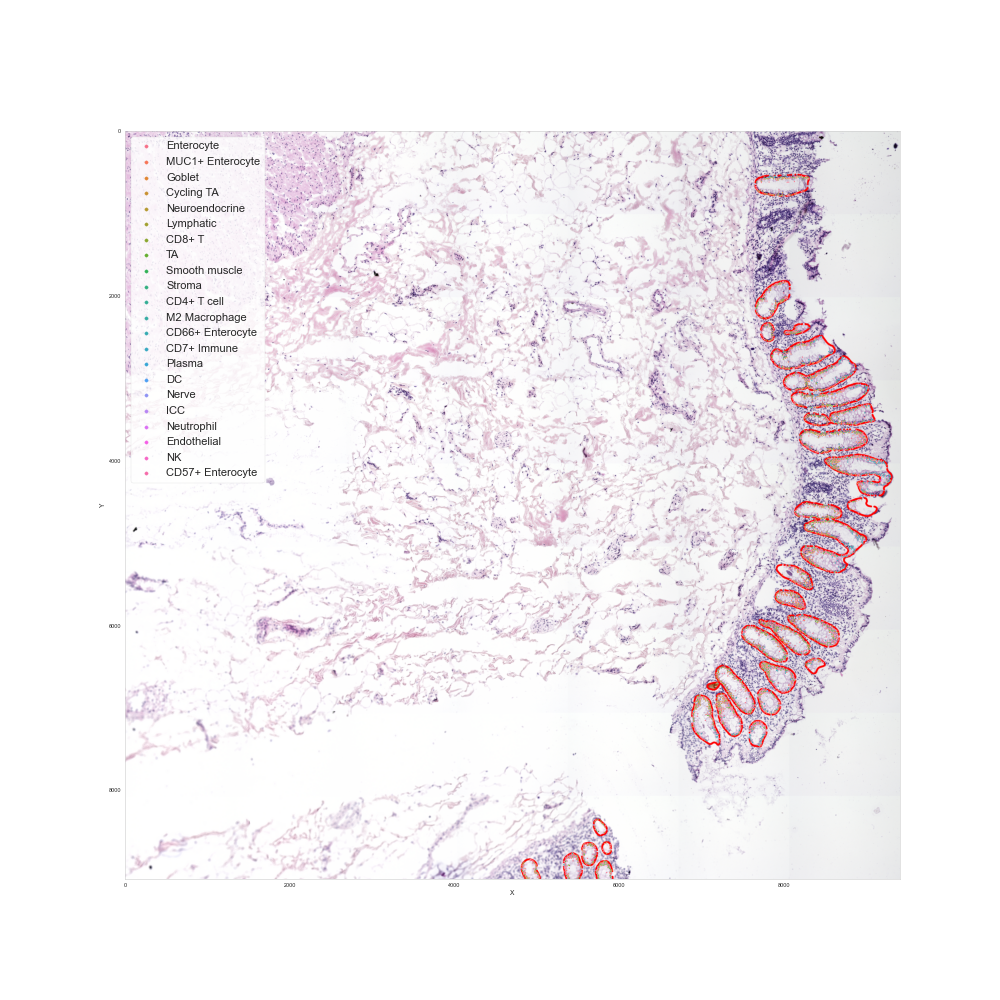 0
2000
4000
6000
8000
Y
Enterocyte
MUC1+ Enterocyte
Goblet
Cycling TA
Neuroendocrine
Lymphatic
CD8+ T
TA
Smooth muscle
Stroma
CD4+ T cell
M2 Macrophage
CD66+ Enterocyte
CD7+ Immune
Plasma
DC
Nerve
ICC
Neutrophil
Endothelial
NK
CD57+ Enterocyte
0 2000 4000 6000 8000
X